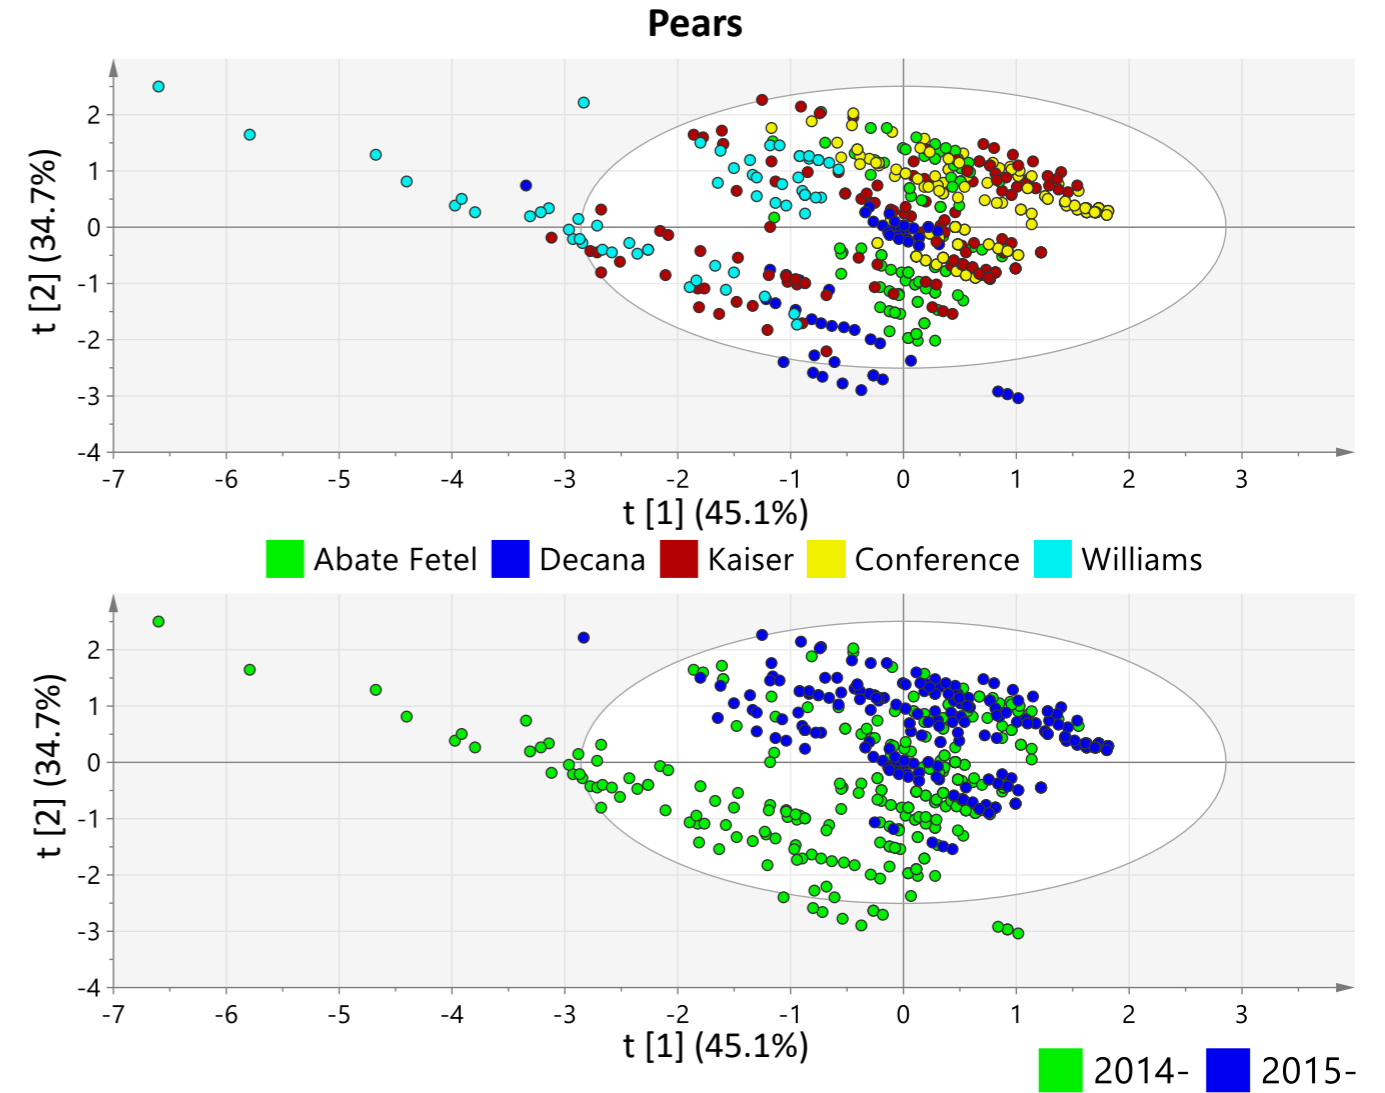 Pears
2
1
0
-1
-2
-3
-4
t [2] (34.7%)
-7 -6 -5 -4 -3 -2 -1 0 1 2 3
t [1] (45.1%)
Abate Fetel Decana Kaiser Conference Williams
2
1
0
-1
-2
-3
-4
t [2] (34.7%)
-7 -6 -5 -4 -3 -2 -1 0 1 2 3
t [1] (45.1%)
2014- 2015-